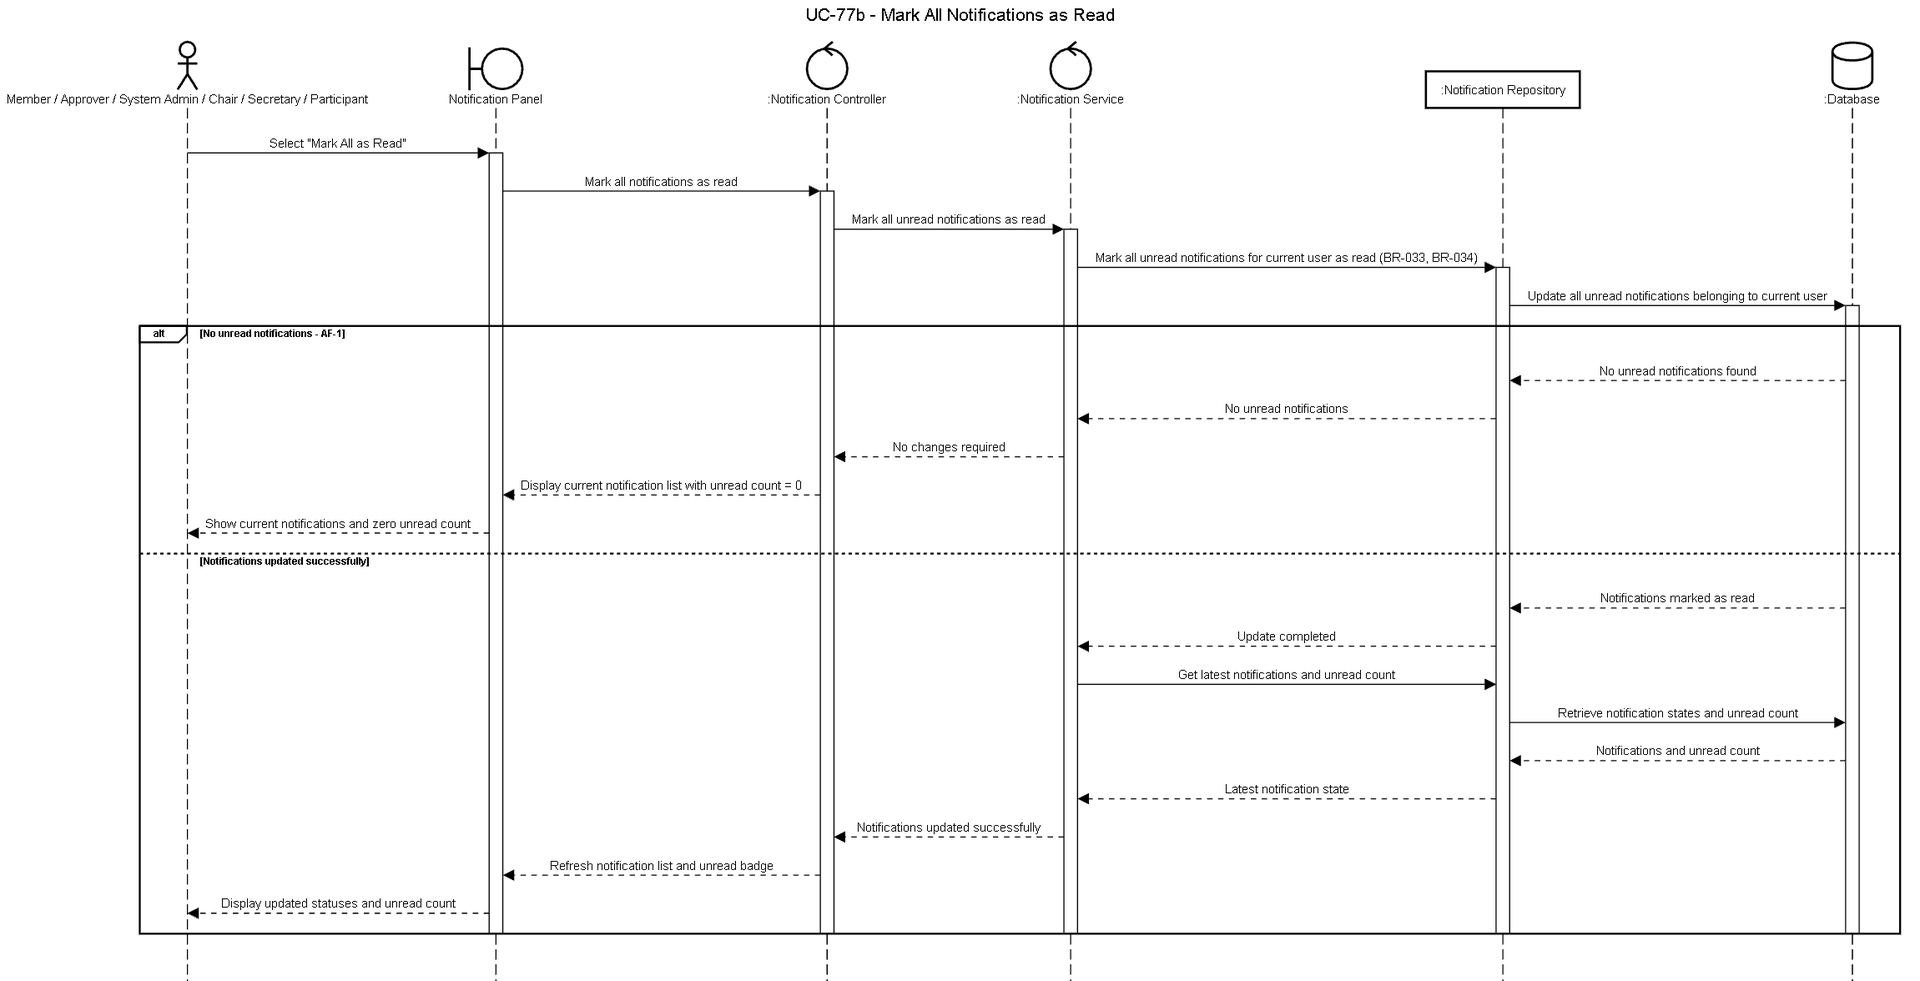 UC-77b - Mark All Notifications as Read
Member / Approver / System Admin / Chair / Secretary / Participant
Notification Panel
:Notification Controller
:Notification Service
:Notification Repository
:Database
Select "Mark All as Read"
Mark all notifications as read
Mark all unread notifications as read
Mark all unread notifications for current user as read (BR-033, BR-034)
Update all unread notifications belonging to current user
alt
[No unread notifications - AF-1]
No unread notifications found
No unread notifications
No changes required
Display current notification list with unread count = 0
Show current notifications and zero unread count
[Notifications updated successfully]
Notifications marked as read
Update completed
Get latest notifications and unread count
Retrieve notification states and unread count
Notifications and unread count
Latest notification state
Notifications updated successfully
Refresh notification list and unread badge
Display updated statuses and unread count